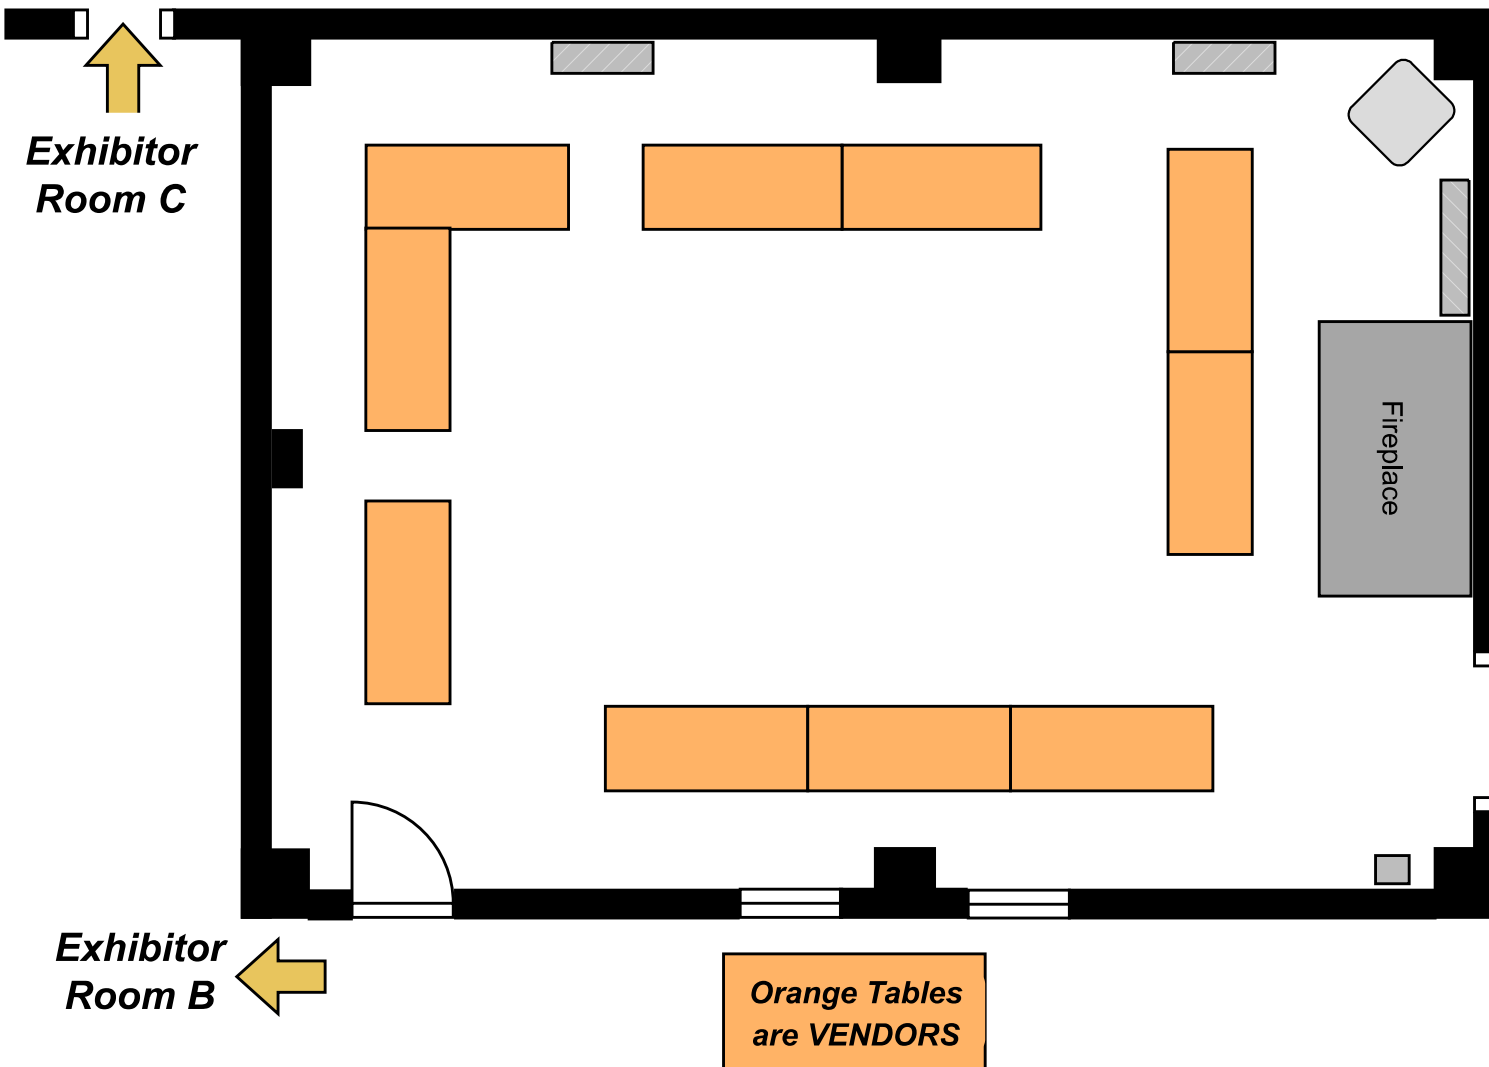 Exhibitor
Room C
Fireplace
Exhibitor
Room B
Orange Tables
are VENDORS